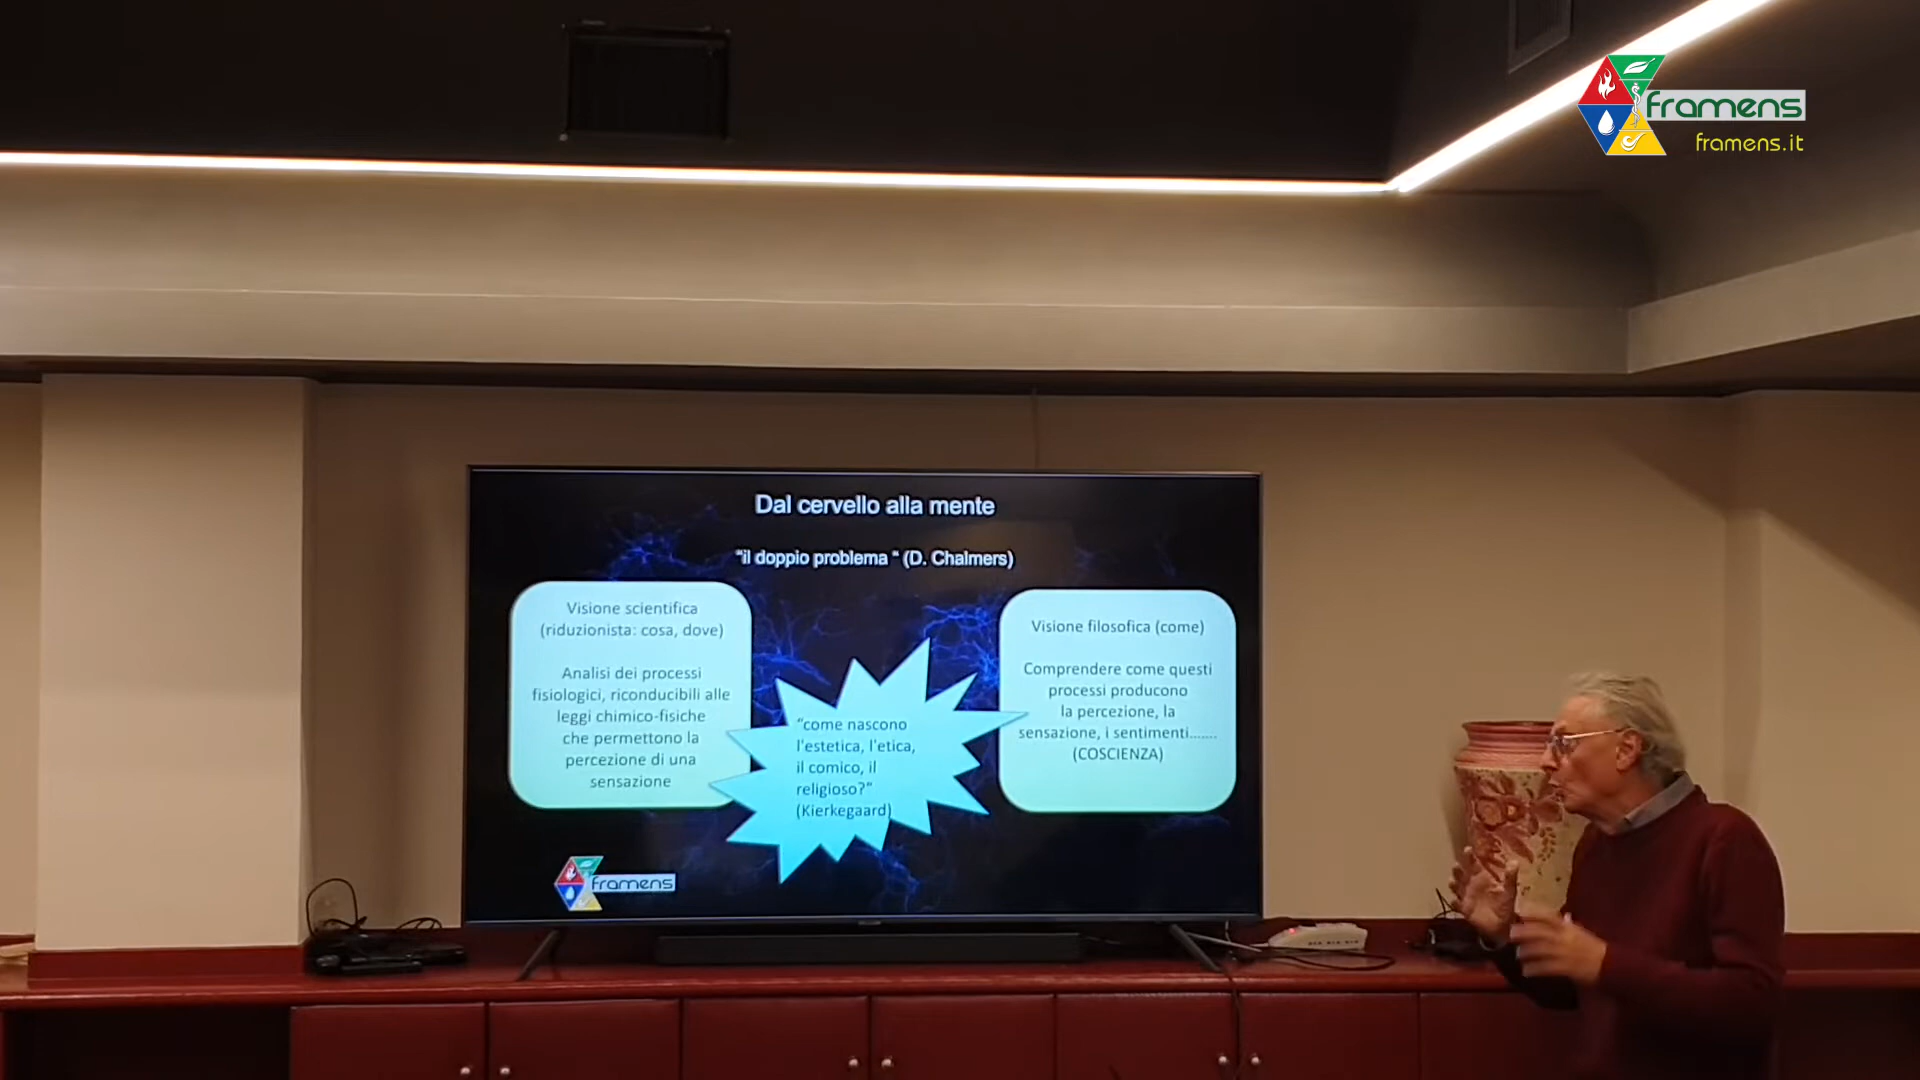 framens
framens.it
Dal cervello alla mente
"il doppio problema " (D. Chalmers)
Visione scientifica
(riduzionista: cosa, dove)
Analisi dei processi
fisiologici, riconducibili alle
leggi chimico-fisiche
che permettono la
percezione di una
sensazione
"come nascono
l'estetica, l'etica,
il comico, il
religioso?"
(Kierkegaard)
Visione filosofica (come)
Comprendere come questi
processi producono
la percezione, la
sensazione, i sentimenti.......
(COSCIENZA)
framens